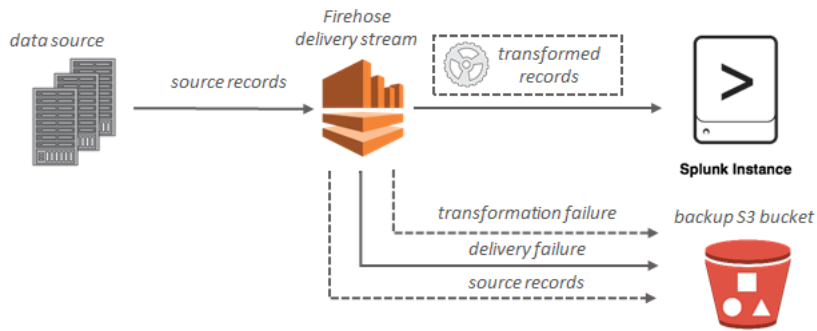 data source
source records
Firehose
delivery stream
transformed
records
>
Splunk Instance
transformation failure
delivery failure
source records
backup S3 bucket